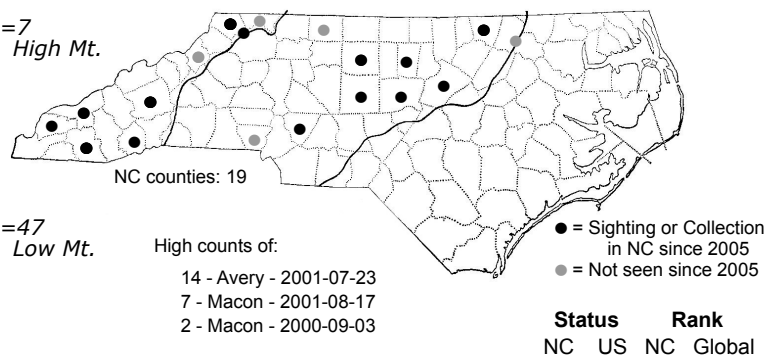 =7
High Mt.
NC counties: 19
=47
Low Mt.
High counts of:
14 - Avery - 2001-07-23
7 - Macon - 2001-08-17
2 - Macon - 2000-09-03
● = Sighting or Collection
in NC since 2005
● = Not seen since 2005
Status Rank
NC US NC Global